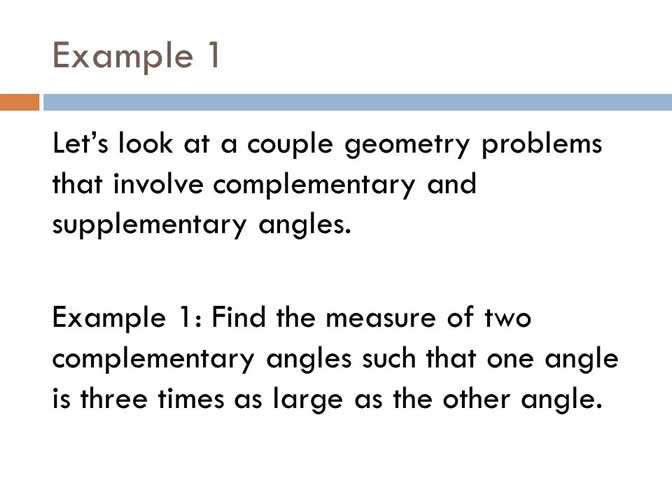 Example 1
Let’s look at a couple geometry problems
that involve complementary and
supplementary angles.
Example 1: Find the measure of two
complementary angles such that one angle
is three times as large as the other angle.